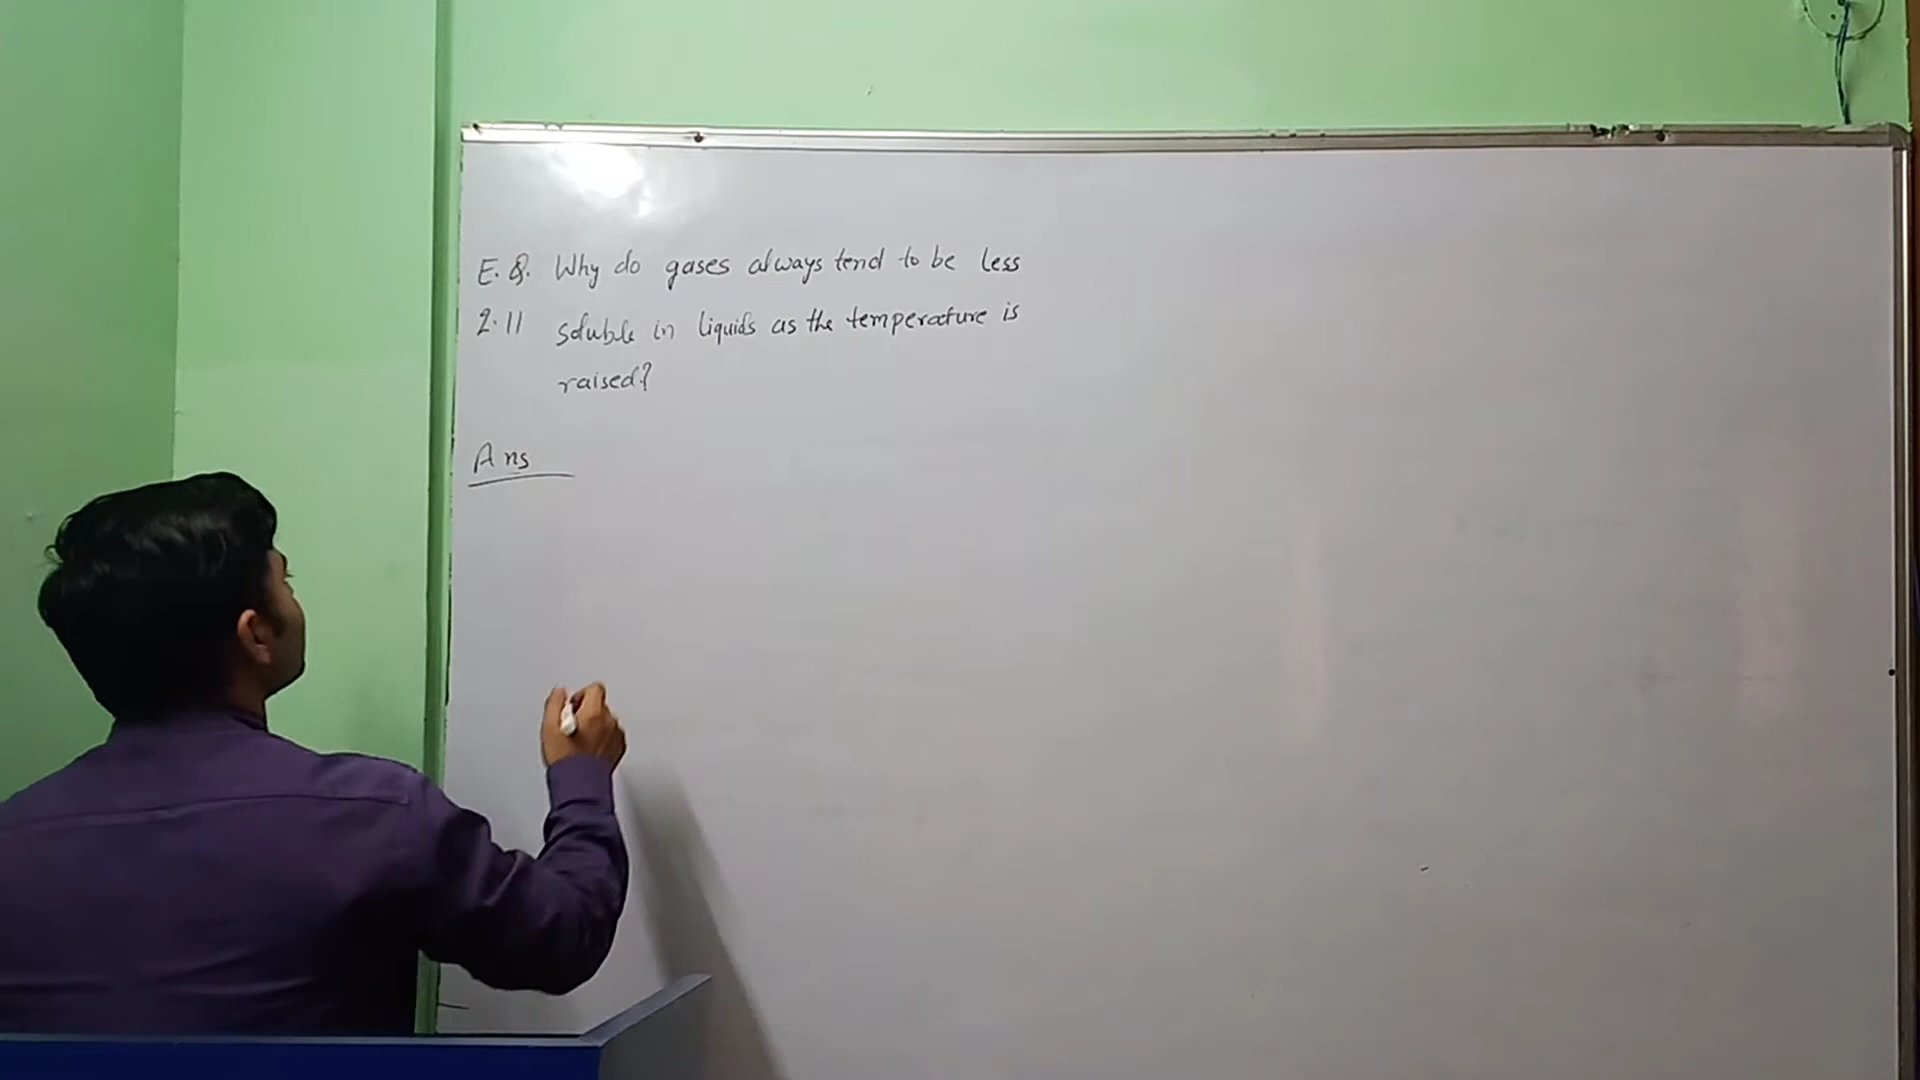 E.Q. Why do gases always tend to be less
2.11 soluble in liquids as the temperature is
raised?
Ans